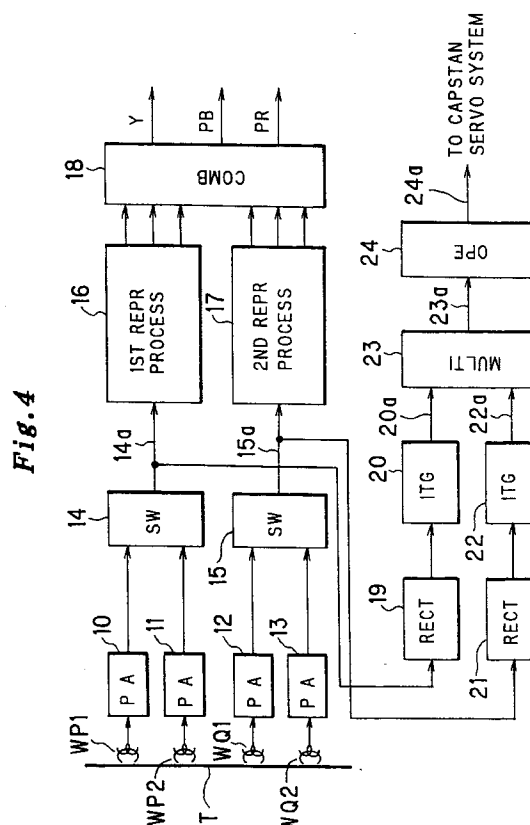 Fig. 4
WP1
10
P A
WP2
11
P A
WQ1
12
P A
WQ2
13
P A
T
14
SW
14a
15
SW
15a
16
1ST REPR
PROCESS
17
2ND REPR
PROCESS
18
COMB
Y
PB
PR
19
RECT
20
ITG
20a
21
RECT
22
ITG
22a
23
MULTI
23a
24
OPE
24a
TO CAPSTAN
SERVO SYSTEM